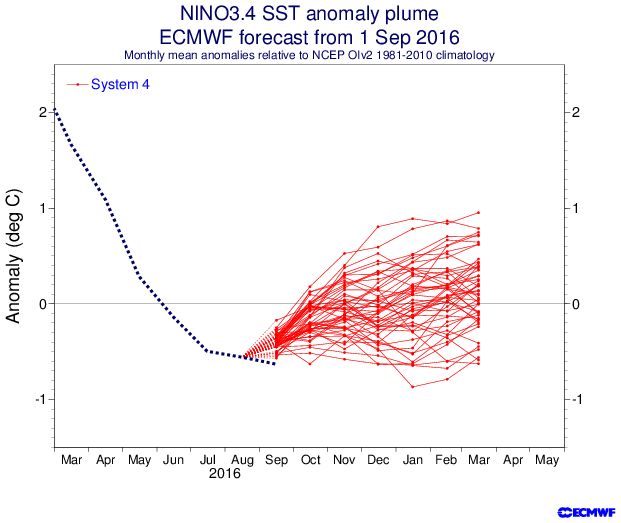 NINO3.4 SST anomaly plume
ECMWF forecast from 1 Sep 2016
Monthly mean anomalies relative to NCEP OIv2 1981-2010 climatology
System 4
2 2
1 1
0 0
-1 -1
Anomaly (deg C)
Mar Apr May Jun Jul Aug Sep Oct Nov Dec Jan Feb Mar Apr May
2016
ECMWF